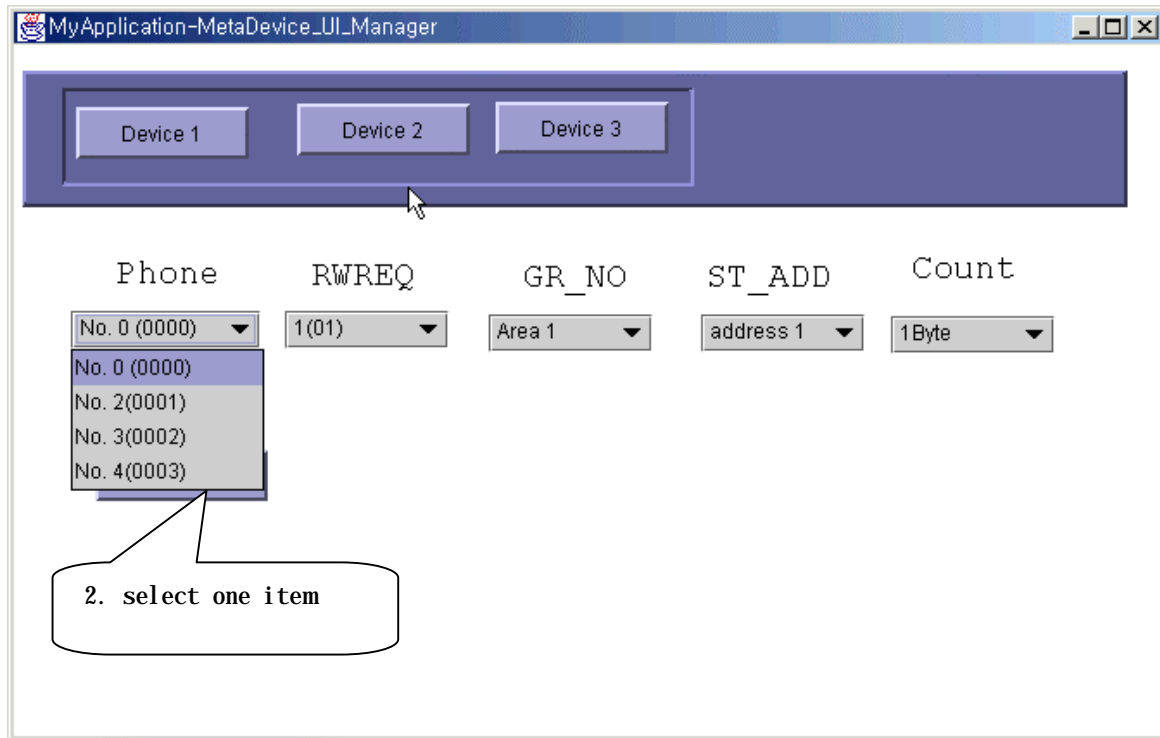 MyApplication-MetaDevice_UI_Manager
Device 1 Device 2 Device 3
Phone RWREQ GR_NO ST_ADD Count
No. 0 (0000) 1(01) Area 1 address 1 1Byte
No. 0 (0000)
No. 2(0001)
No. 3(0002)
No. 4(0003)
2. select one item